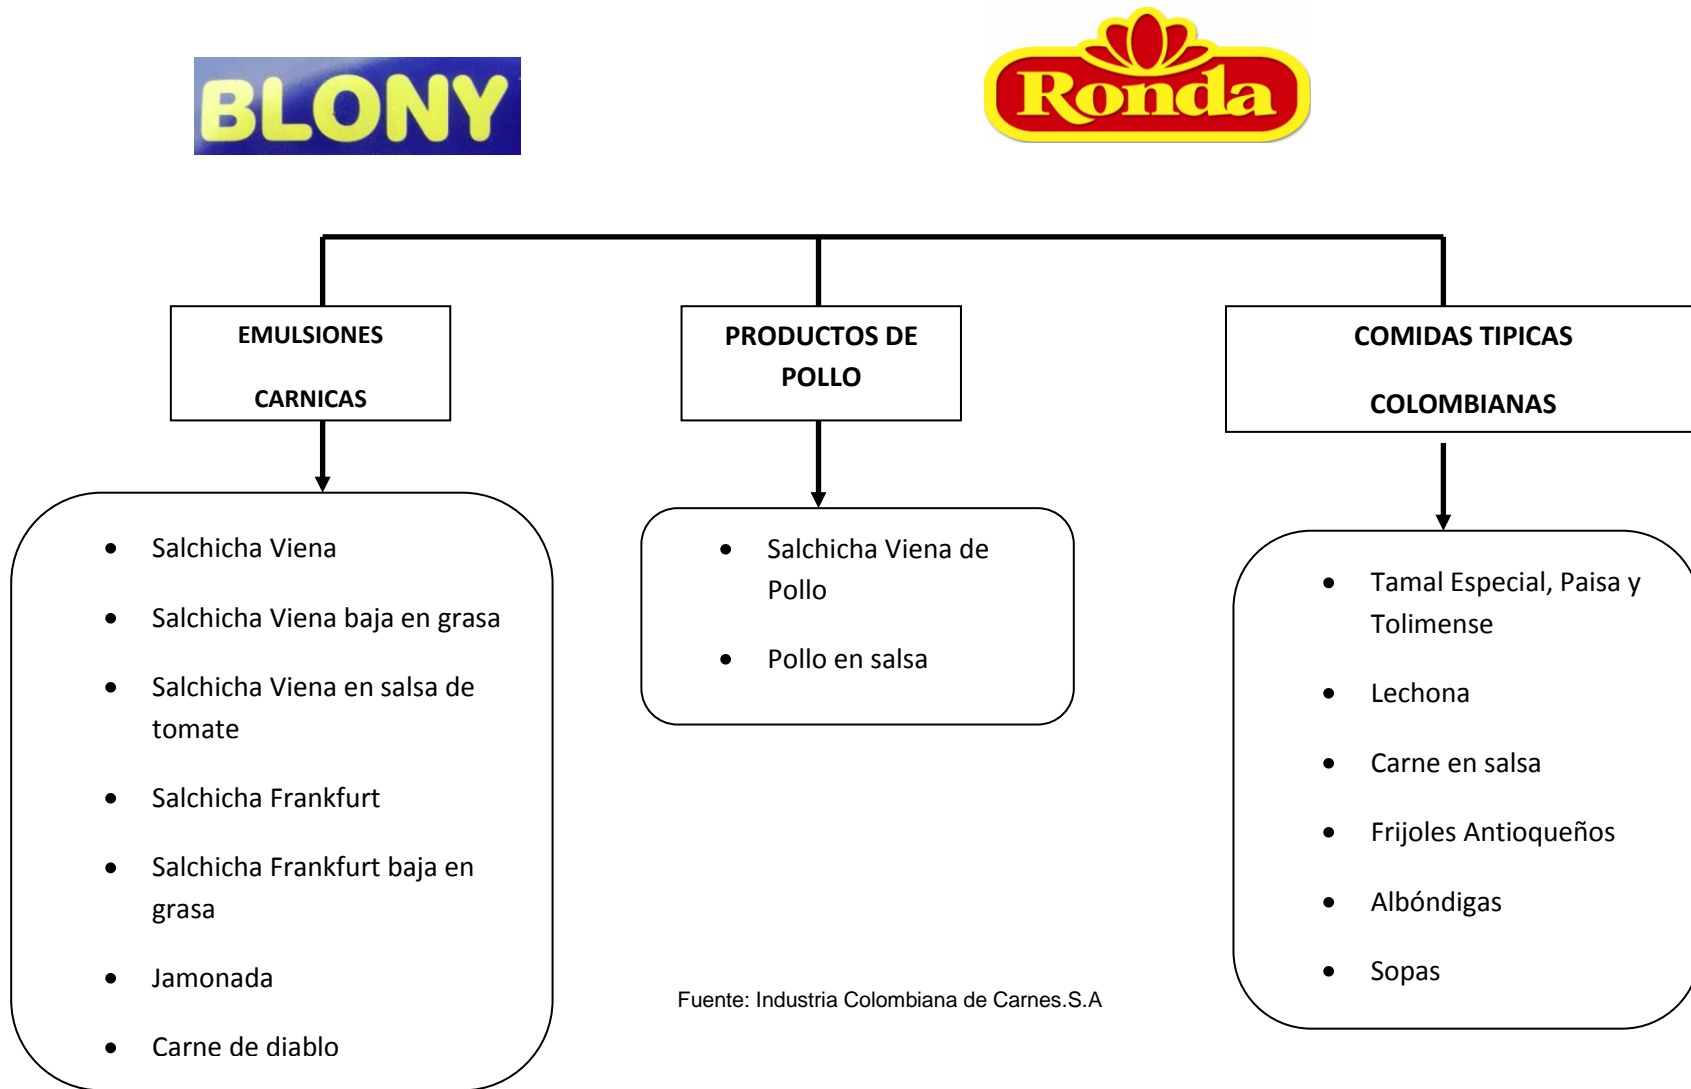 BLONY
Ronda
EMULSIONES
CARNICAS
PRODUCTOS DE
POLLO
COMIDAS TIPICAS
COLOMBIANAS
• Salchicha Viena
• Salchicha Viena baja en grasa
• Salchicha Viena en salsa de
tomate
• Salchicha Frankfurt
• Salchicha Frankfurt baja en
grasa
• Jamonada
• Carne de diablo
• Salchicha Viena de
Pollo
• Pollo en salsa
• Tamal Especial, Paisa y
Tolimense
• Lechona
• Carne en salsa
• Frijoles Antioqueños
• Albóndigas
• Sopas
Fuente: Industria Colombiana de Carnes.S.A